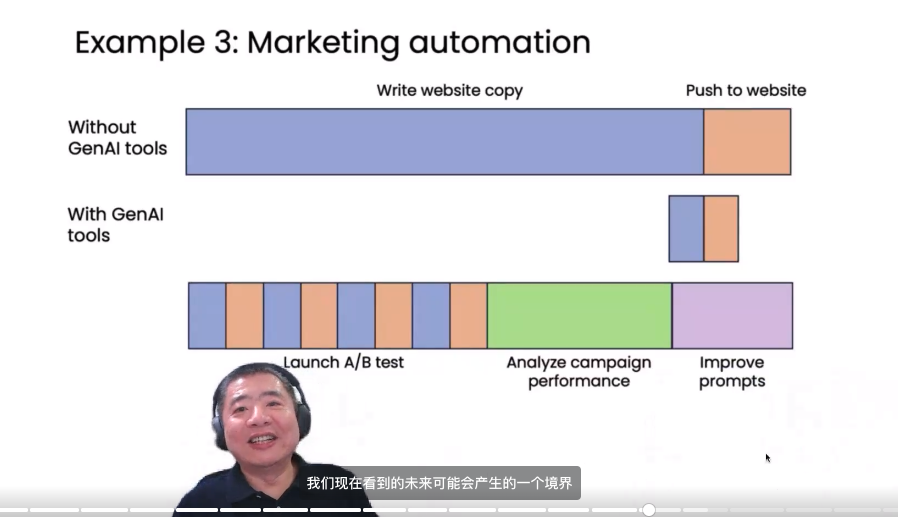 Example 3: Marketing automation
Write website copy
Push to website
Without
GenAI tools
With GenAI
tools
Launch A/B test
Analyze campaign
performance
Improve
prompts
我们现在看到的未来可能会产生的一个境界